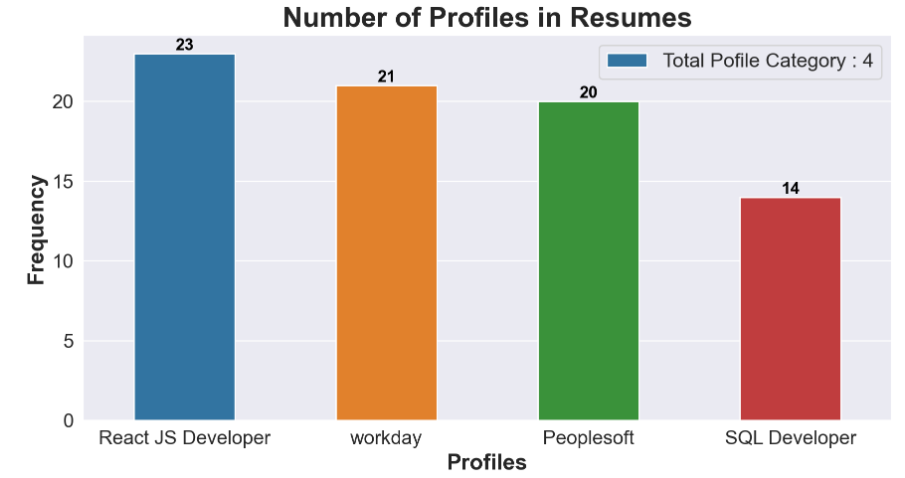 Number of Profiles in Resumes
Total Pofile Category : 4
23
21
20
14
Frequency
20
15
10
5
0
React JS Developer
workday
Peoplesoft
SQL Developer
Profiles